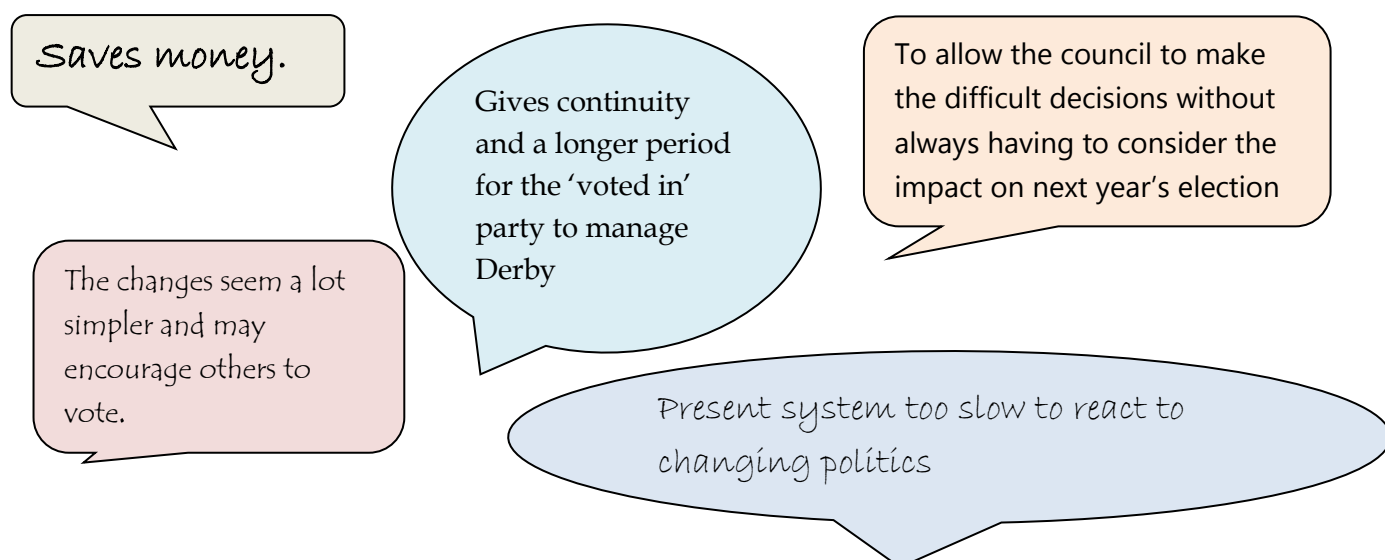 Saves money.
Gives continuity
and a longer period
for the ‘voted in’
party to manage
Derby
To allow the council to make
the difficult decisions without
always having to consider the
impact on next year’s election
The changes seem a lot
simpler and may
encourage others to
vote.
Present system too slow to react to
changing politics